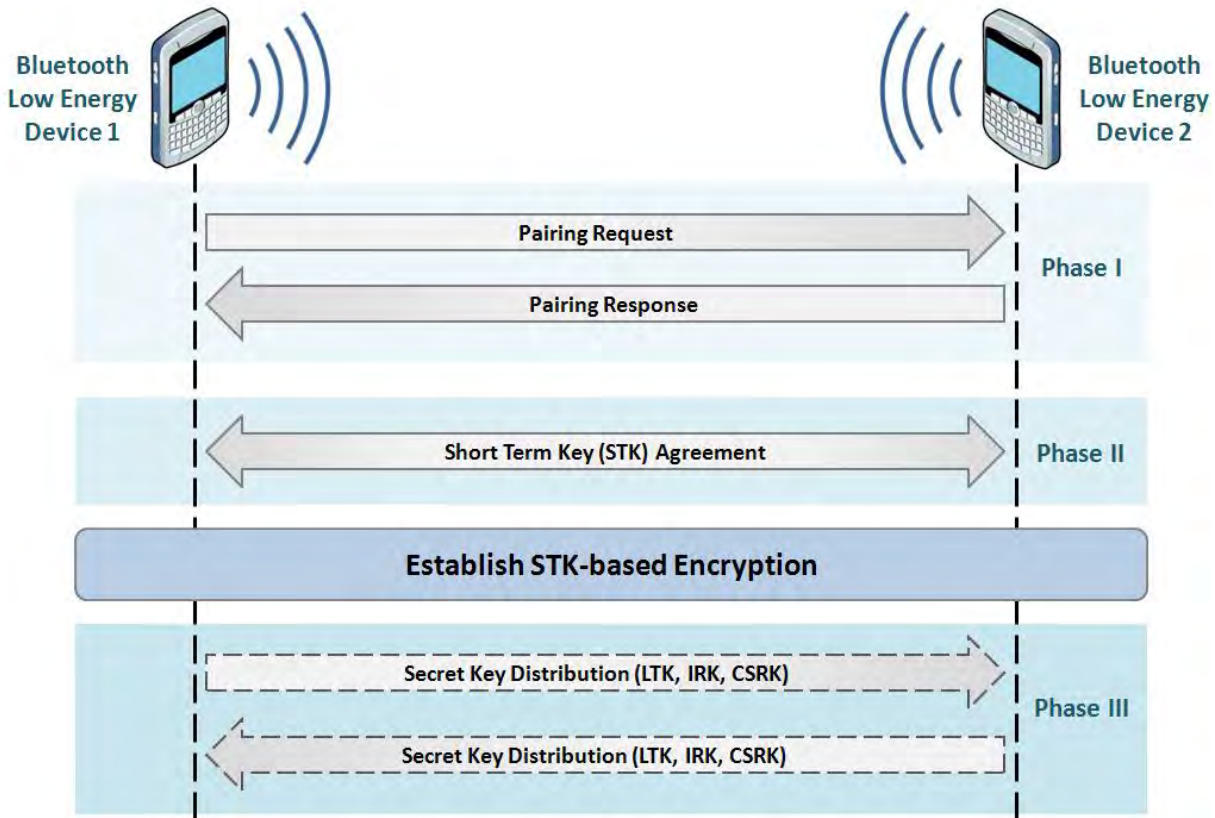 Bluetooth
Low Energy
Device 1
Bluetooth
Low Energy
Device 2
Pairing Request
Phase I
Pairing Response
Short Term Key (STK) Agreement
Phase II
Establish STK-based Encryption
Secret Key Distribution (LTK, IRK, CSRK)
Phase III
Secret Key Distribution (LTK, IRK, CSRK)